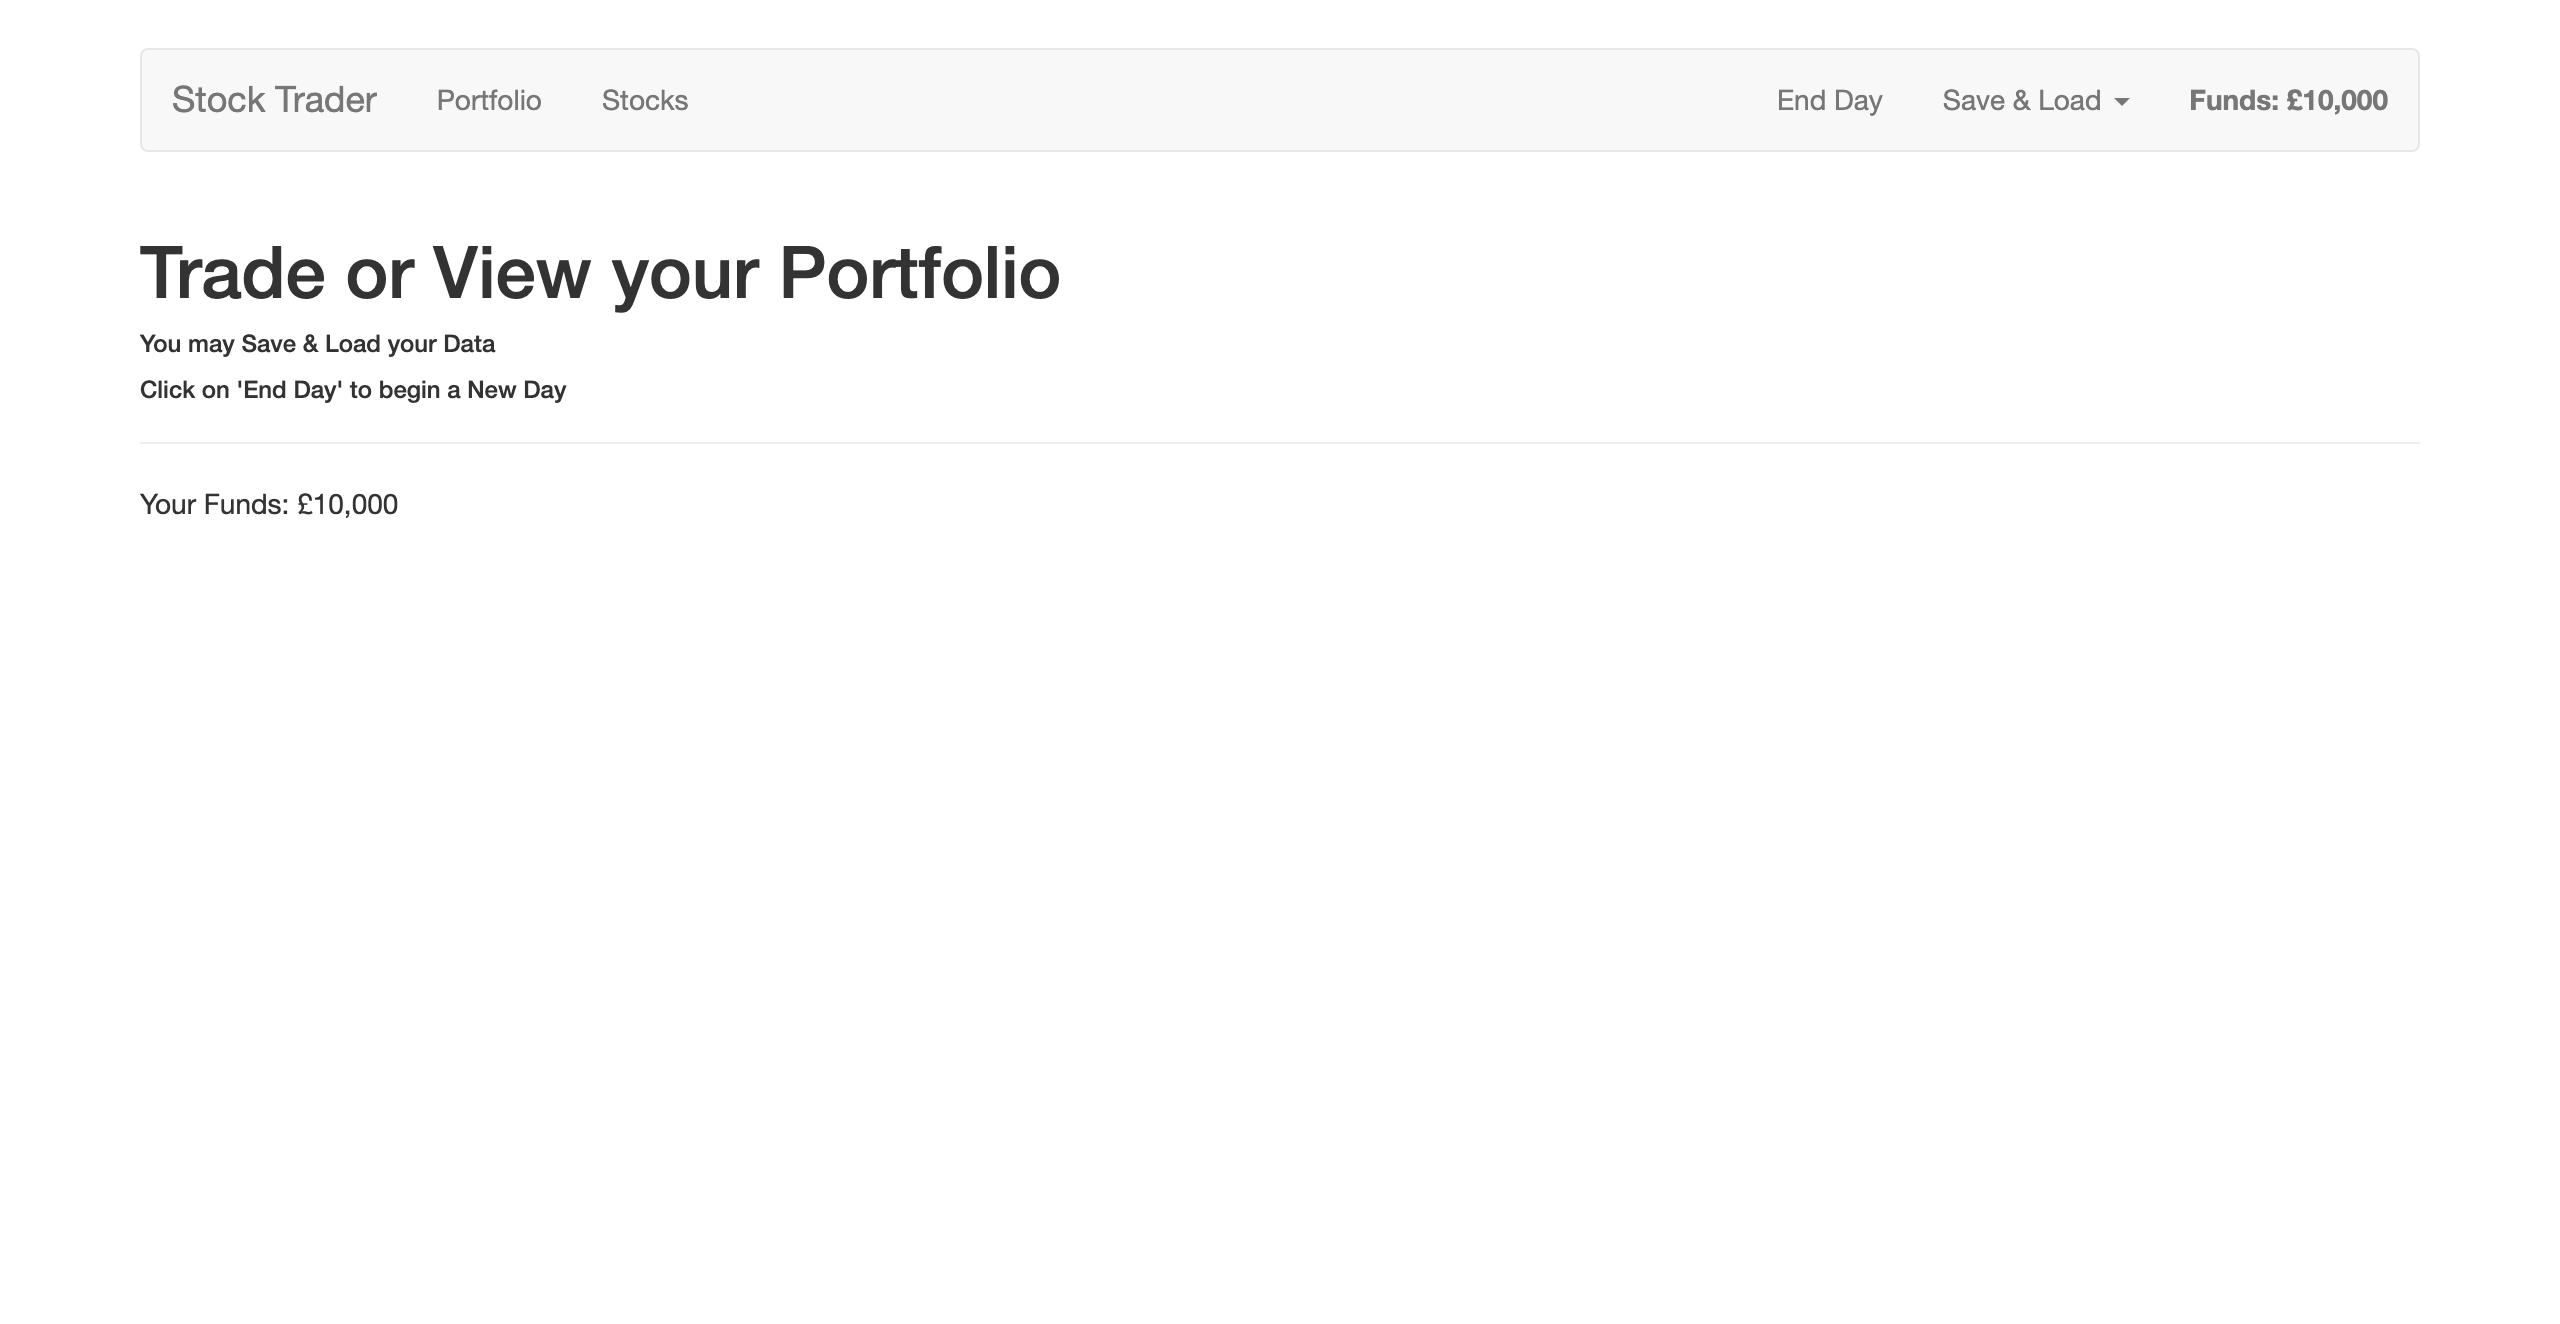 Stock Trader Portfolio Stocks End Day Save & Load Funds: £10,000
Trade or View your Portfolio
You may Save & Load your Data
Click on 'End Day' to begin a New Day
Your Funds: £10,000